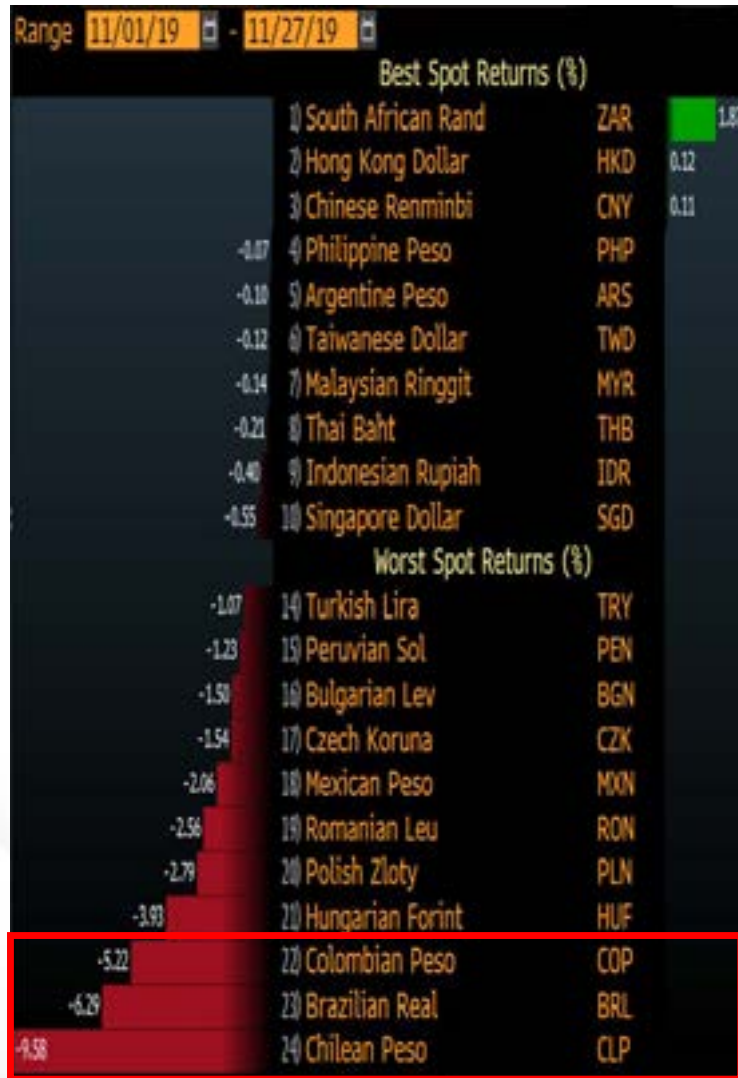 Range 11/01/19 - 11/27/19
Best Spot Returns (%)
1) South African Rand ZAR
2) Hong Kong Dollar HKD 0.12
3) Chinese Renminbi CNY 0.11
-0.07 4) Philippine Peso PHP
-0.10 5) Argentine Peso ARS
-0.12 6) Taiwanese Dollar TWD
-0.14 7) Malaysian Ringgit MYR
-0.21 8) Thai Baht THB
-0.40 9) Indonesian Rupiah IDR
-0.55 10) Singapore Dollar SGD
Worst Spot Returns (%)
-1.07 14) Turkish Lira TRY
-1.23 15) Peruvian Sol PEN
-1.50 16) Bulgarian Lev BGN
-1.54 17) Czech Koruna CZK
-2.06 18) Mexican Peso MXN
-2.56 19) Romanian Leu RON
-2.79 20) Polish Zloty PLN
-3.93 21) Hungarian Forint HUF
-5.22 22) Colombian Peso COP
-6.29 23) Brazilian Real BRL
-9.58 24) Chilean Peso CLP